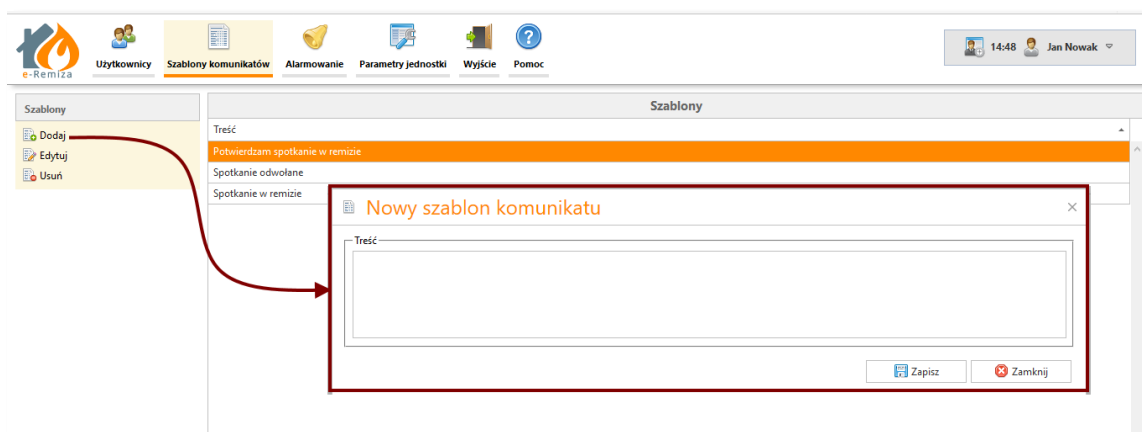 e-Remiza
Użytkownicy
Szablony komunikatów
Alarmowanie
Parametry jednostki
Wyjście
Pomoc
14:48 Jan Nowak
Szablony
Dodaj
Edytuj
Usuń
Szablony
Treść
Potwierdzam spotkanie w remizie
Spotkanie odwołane
Spotkanie w remizie
Nowy szablon komunikatu
Treść
Zapisz
Zamknij